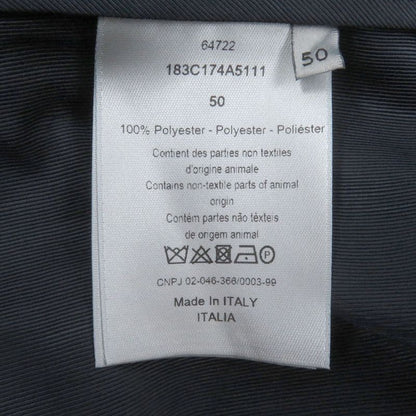 64722
183C174A5111
50
50
100% Polyester - Polyester - Poliéster
Contient des parties non textiles
d'origine animale
Contains non-textile parts of animal
origin
Contém partes não têxteis
de origem animal
CNPJ 02-046-366/0003-99
Made In ITALY
ITALIA